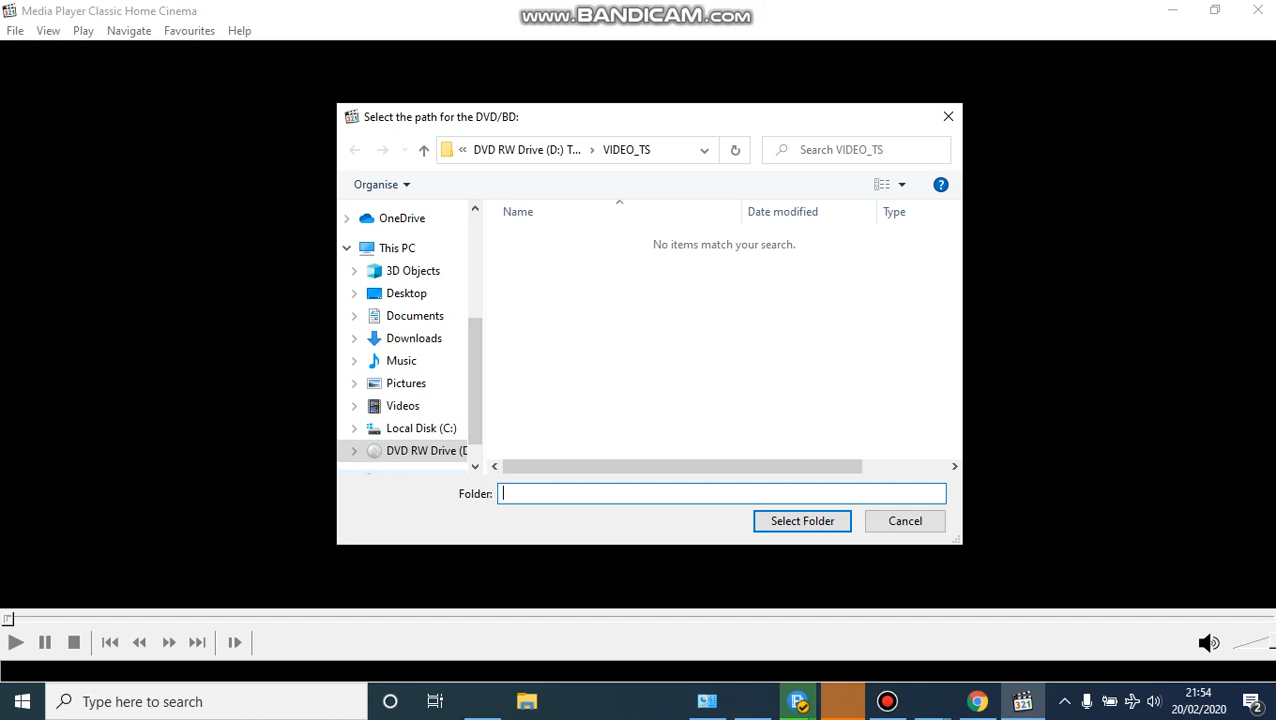 Media Player Classic Home Cinema
www.BANDICAM.com
File View Play Navigate Favourites Help
Select the path for the DVD/BD:
« DVD RW Drive (D:) T... › VIDEO_TS
Search VIDEO_TS
Organise
OneDrive
This PC
3D Objects
Desktop
Documents
Downloads
Music
Pictures
Videos
Local Disk (C:)
DVD RW Drive (D
Name Date modified Type
No items match your search.
Folder:
Select Folder Cancel
Type here to search
321
21:54
20/02/2020
2